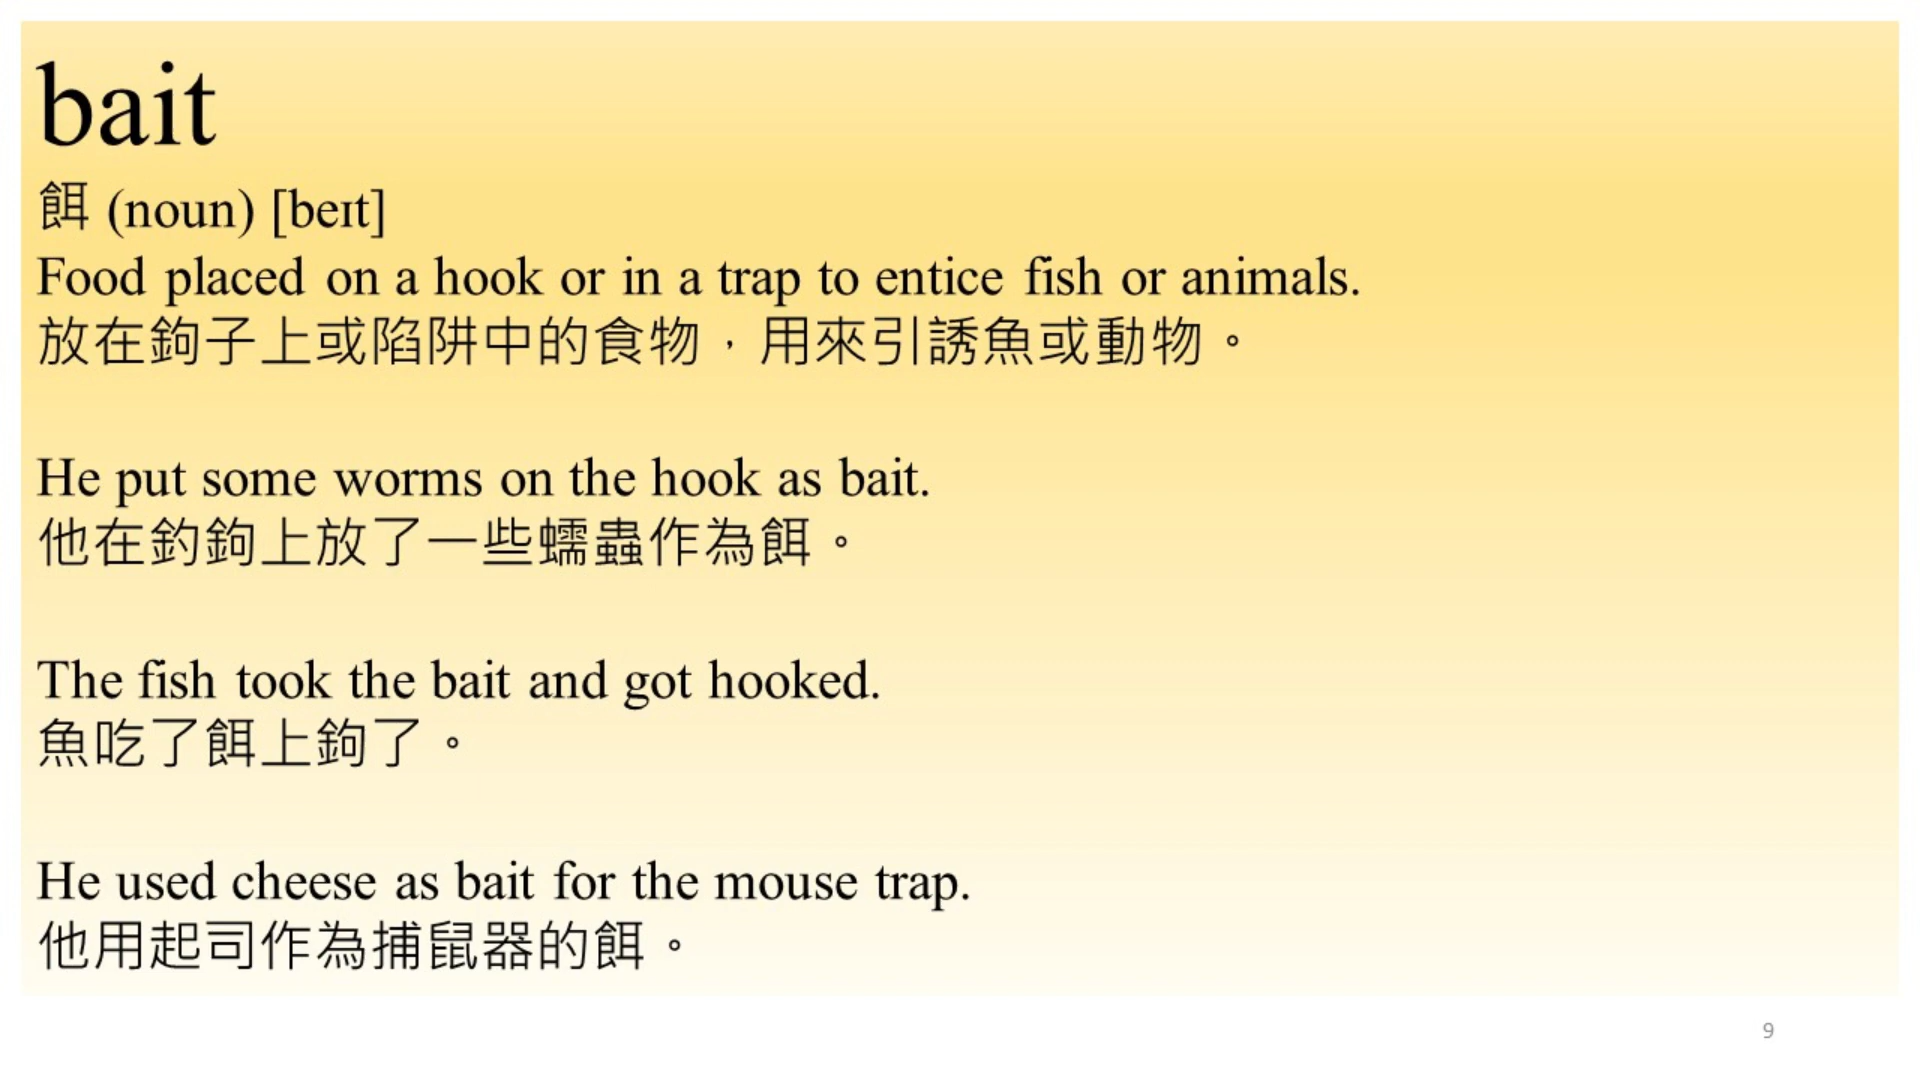 bait
餌 (noun) [beɪt]
Food placed on a hook or in a trap to entice fish or animals.
放在鉤子上或陷阱中的食物，用來引誘魚或動物。
He put some worms on the hook as bait.
他在釣鉤上放了一些蠕蟲作為餌。
The fish took the bait and got hooked.
魚吃了餌上鉤了。
He used cheese as bait for the mouse trap.
他用起司作為捕鼠器的餌。
9